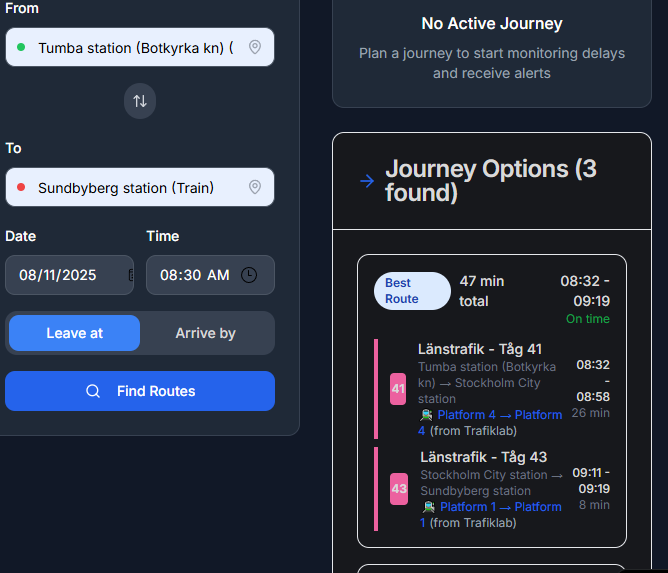 From
Tumba station (Botkyrka kn) (
To
Sundbyberg station (Train)
Date
Time
08/11/2025
08:30 AM
Leave at
Arrive by
Find Routes
No Active Journey
Plan a journey to start monitoring delays
and receive alerts
Journey Options (3
found)
Best
Route
47 min
total
08:32 -
09:19
On time
41
Länstrafik - Tåg 41
Tumba station (Botkyrka
kn) → Stockholm City
station
Platform 4 → Platform
4 (from Trafiklab)
08:32
-
08:58
26 min
43
Länstrafik - Tåg 43
Stockholm City station →
Sundbyberg station
Platform 1 → Platform
1 (from Trafiklab)
09:11 -
09:19
8 min